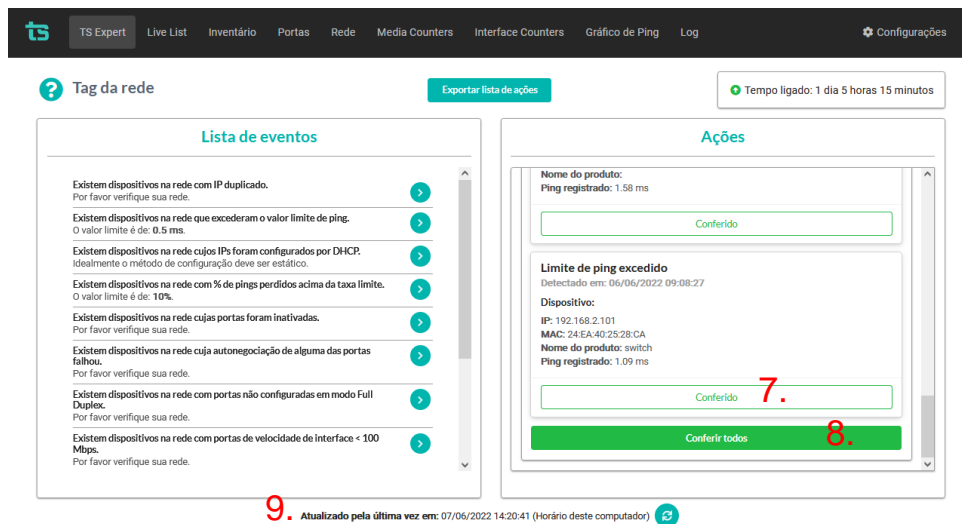 ts TS Expert Live List Inventário Portas Rede Media Counters Interface Counters Gráfico de Ping Log Configurações
? Tag da rede
Exportar lista de ações
Tempo ligado: 1 dia 5 horas 15 minutos
Lista de eventos
Existem dispositivos na rede com IP duplicado.
Por favor verifique sua rede.
Existem dispositivos na rede que excederam o valor limite de ping.
O valor limite é de: 0.5 ms.
Existem dispositivos na rede cujos IPs foram configurados por DHCP.
Idealmente o método de configuração deve ser estático.
Existem dispositivos na rede com % de pings perdidos acima da taxa limite.
O valor limite é de: 10%.
Existem dispositivos na rede cujas portas foram inativadas.
Por favor verifique sua rede.
Existem dispositivos na rede cuja autonegociação de alguma das portas
falhou.
Por favor verifique sua rede.
Existem dispositivos na rede com portas não configuradas em modo Full
Duplex.
Por favor verifique sua rede.
Existem dispositivos na rede com portas de velocidade de interface < 100
Mbps.
Por favor verifique sua rede.
Ações
Nome do produto:
Ping registrado: 1.58 ms
Conferido
Limite de ping excedido
Detectado em: 06/06/2022 09:08:27
Dispositivo:
IP: 192.168.2.101
MAC: 24:EA:40:25:28:CA
Nome do produto: switch
Ping registrado: 1.09 ms
Conferido 7.
Conferir todos 8.
9. Atualizado pela última vez em: 07/06/2022 14:20:41 (Horário deste computador)